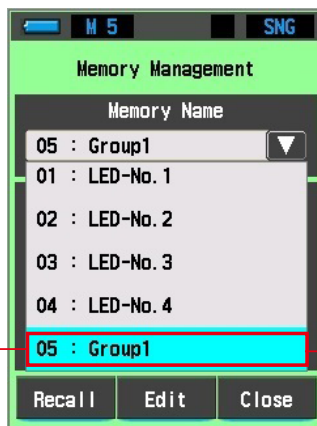 M 5 SNG
Memory Management
Memory Name
05 : Group1
01 : LED-No.1
02 : LED-No.2
03 : LED-No.3
04 : LED-No.4
05 : Group1
Recall Edit Close